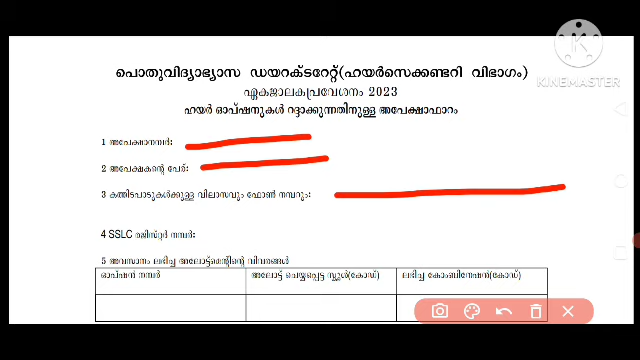 പൊതുവിദ്യാഭ്യാസ ഡയറക്ടറേറ്റ്(ഹയർസെക്കണ്ടറി വിഭാഗം)
ഏകജാലകപ്രവേശനം 2023
ഹയർ ഓപ്ഷനുകൾ റദ്ദാക്കുന്നതിനുള്ള അപേക്ഷാഫാറം
KINEMASTER
1 അപേക്ഷാനമ്പർ:
2 അപേക്ഷകന്റെ പേര്:
3 കത്തിടപാടുകൾക്കുള്ള വിലാസവും ഫോൺ നമ്പറും:
4 SSLC രജിസ്റ്റർ നമ്പർ:
5 അവസാനം ലഭിച്ച അലോട്ട്മെന്റിന്റെ വിവരങ്ങൾ
ഓപ്ഷൻ നമ്പർ അലോട്ട് ചെയ്യപ്പെട്ട സ്കൂൾ(കോഡ്) ലഭിച്ച കോംബിനേഷൻ(കോഡ്)